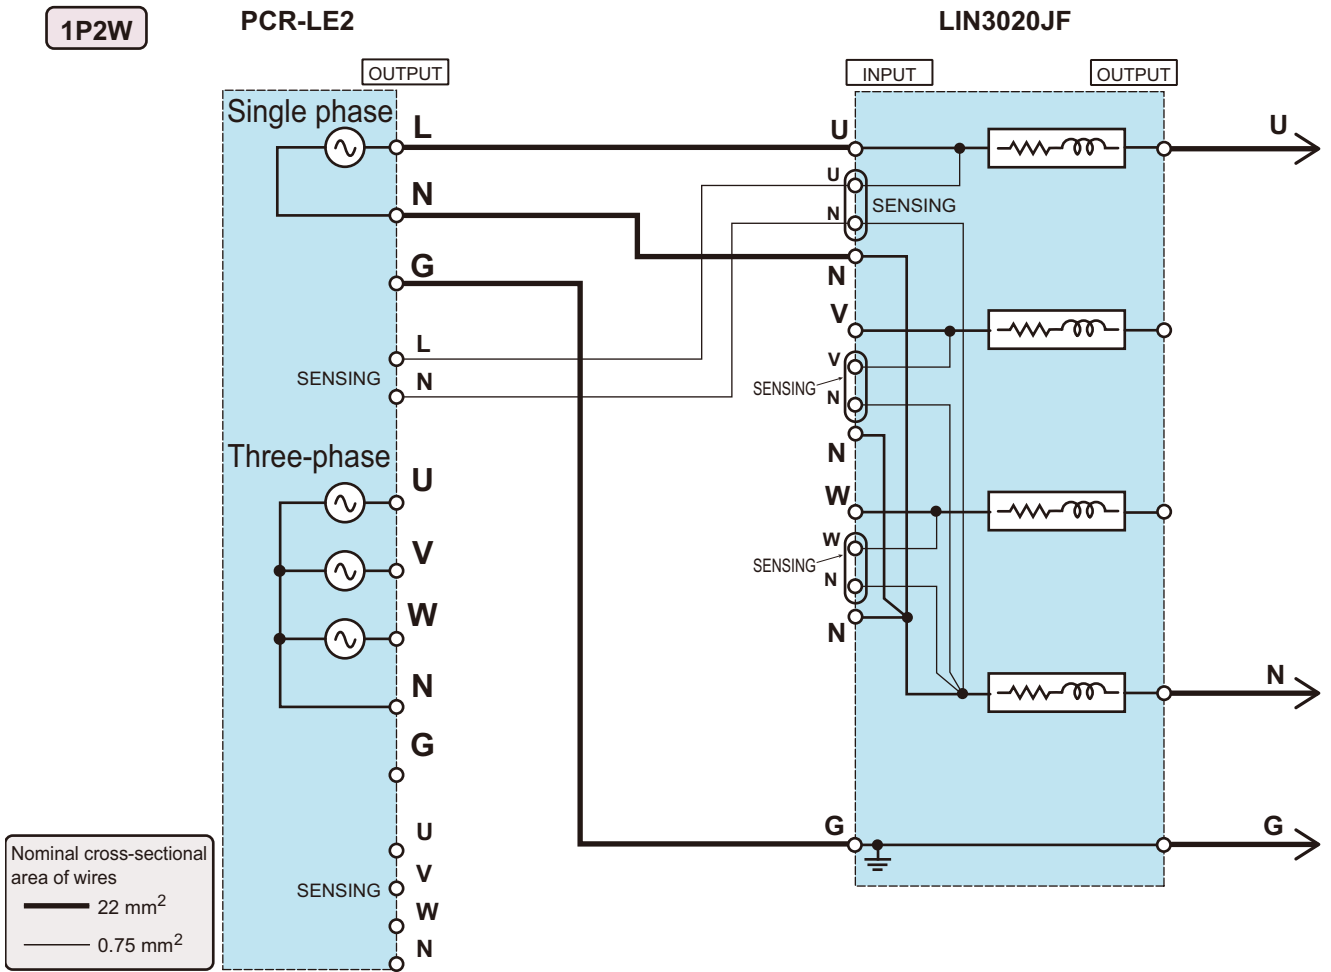 1P2W
PCR-LE2
LIN3020JF
OUTPUT
INPUT
OUTPUT
Single phase
L
N
G
L
SENSING
N
Three-phase
U
V
W
N
G
U
V
SENSING
W
N
U
U
SENSING
N
N
V
V
SENSING
N
N
W
W
SENSING
N
N
G
U
N
G
Nominal cross-sectional
area of wires
22 mm²
0.75 mm²